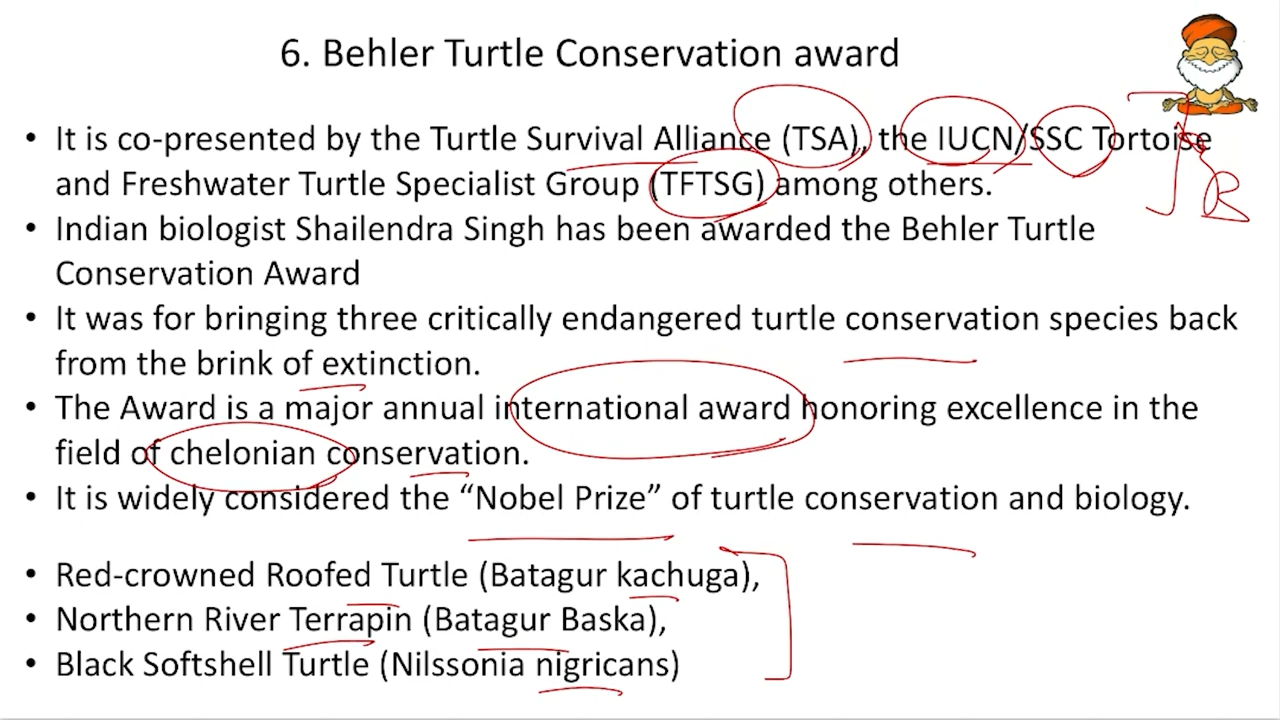 6. Behler Turtle Conservation award
• It is co-presented by the Turtle Survival Alliance (TSA), the IUCN/SSC Tortoise
and Freshwater Turtle Specialist Group (TFTSG) among others.
• Indian biologist Shailendra Singh has been awarded the Behler Turtle
Conservation Award
• It was for bringing three critically endangered turtle conservation species back
from the brink of extinction.
• The Award is a major annual international award honoring excellence in the
field of chelonian conservation.
• It is widely considered the “Nobel Prize” of turtle conservation and biology.
• Red-crowned Roofed Turtle (Batagur kachuga),
• Northern River Terrapin (Batagur Baska),
• Black Softshell Turtle (Nilssonia nigricans)